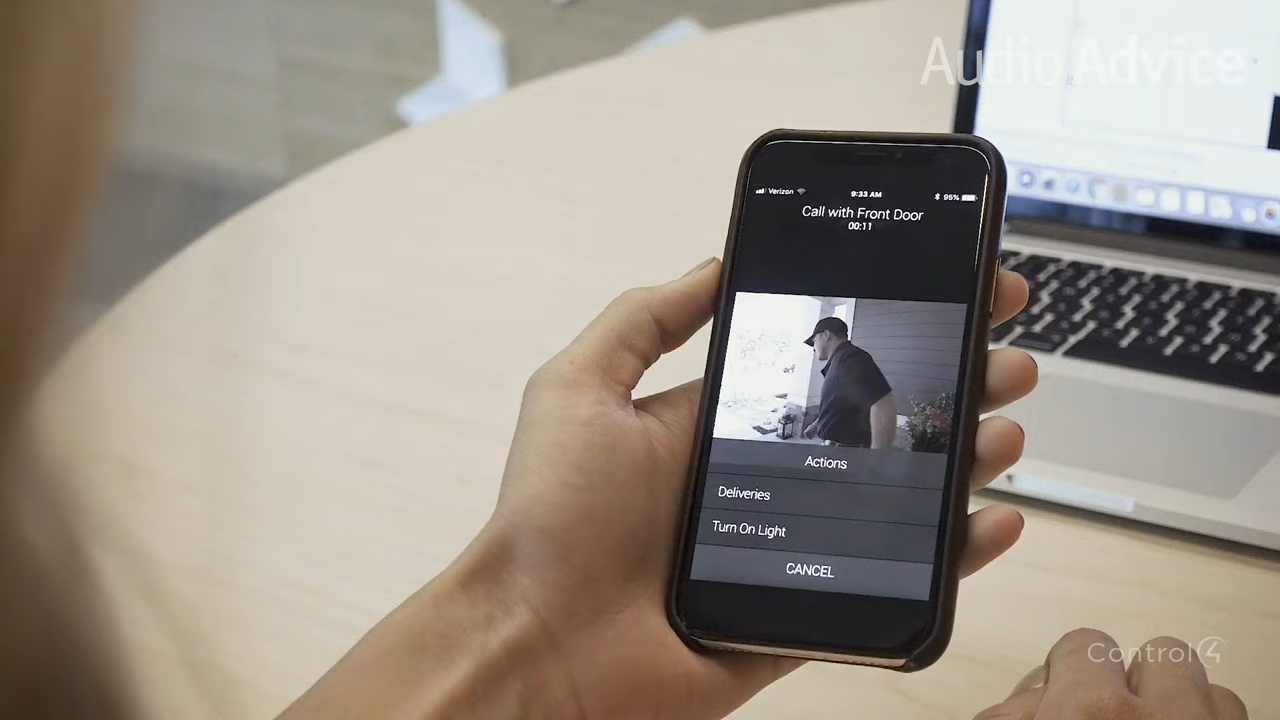 Audio Advice
Verizon
9:33 AM
95%
Call with Front Door
00:11
Actions
Deliveries
Turn On Light
CANCEL
Control4